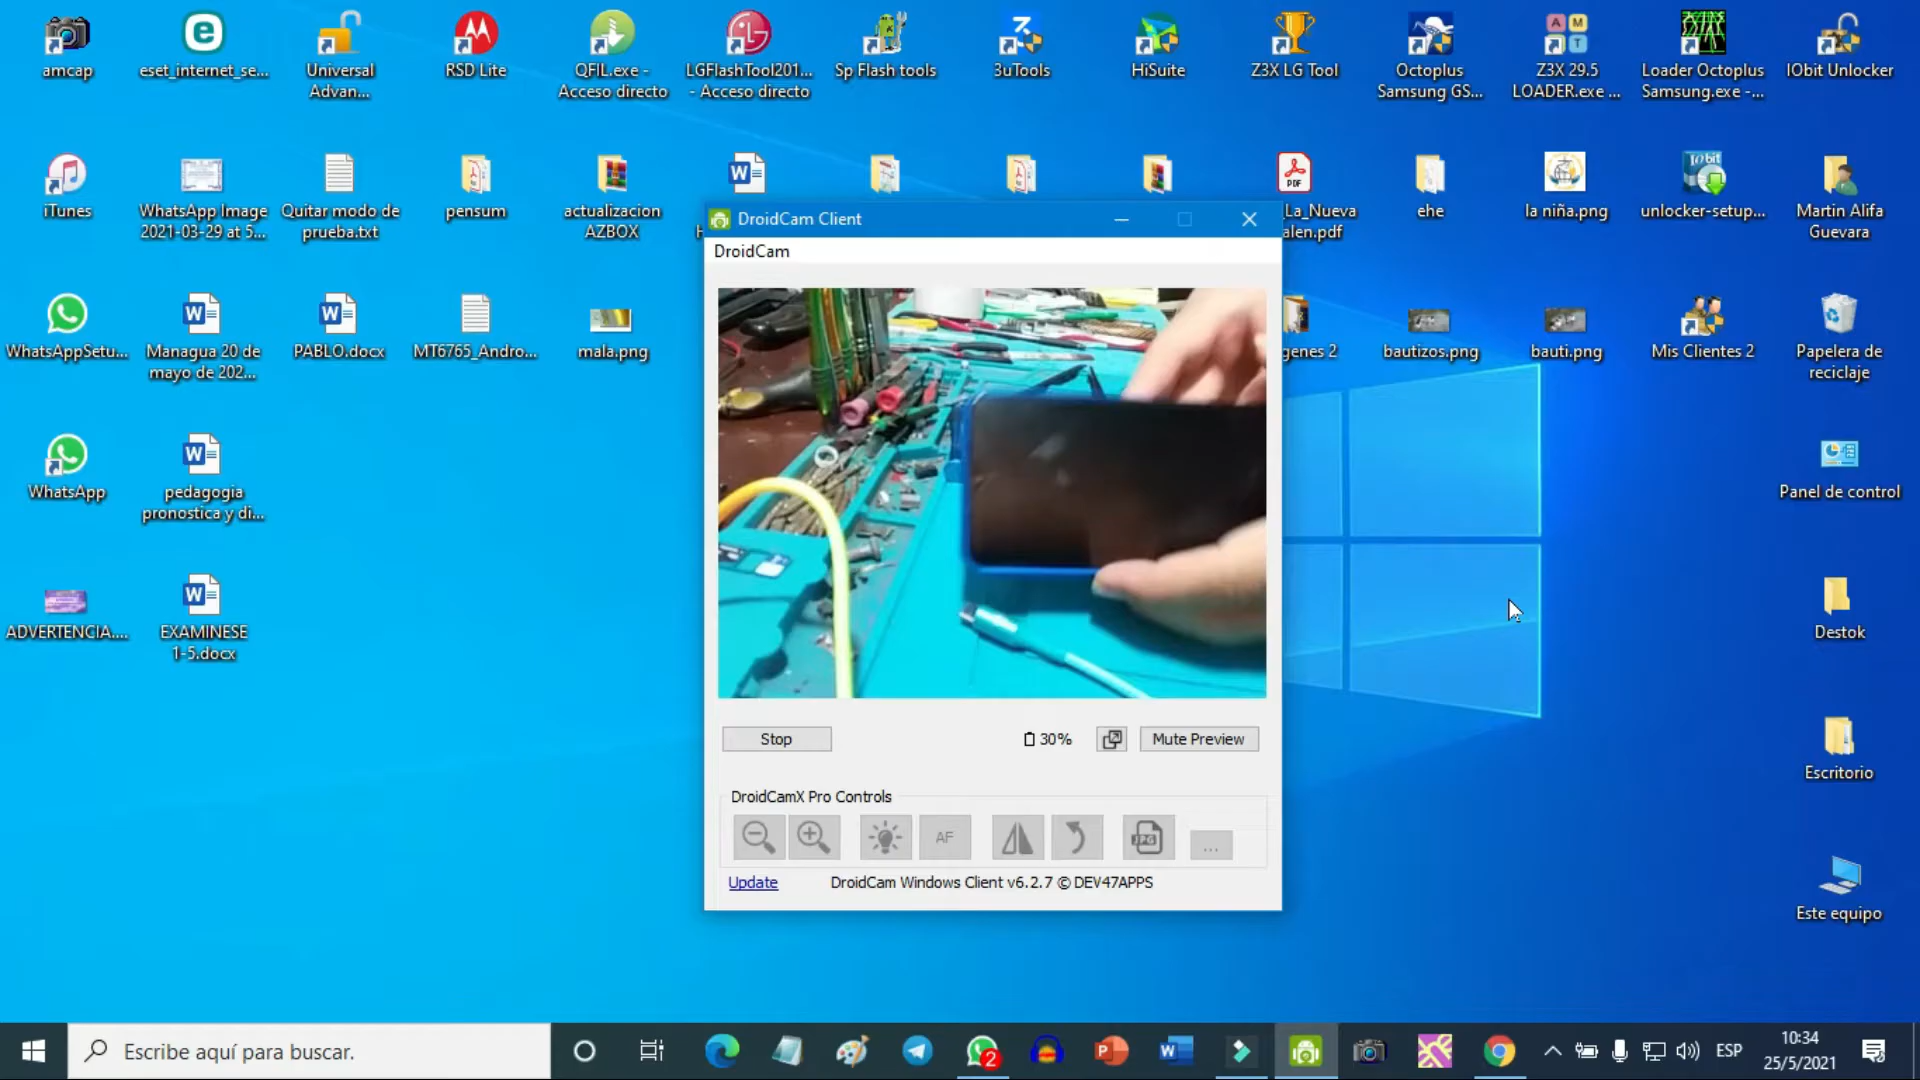 amcap
eset_internet_se...
Universal
Advan...
RSD Lite
QFIL.exe -
Acceso directo
LGFlashTool201...
- Acceso directo
Sp Flash tools
3uTools
HiSuite
Z3X LG Tool
Octoplus
Samsung GS...
Z3X 29.5
LOADER.exe ...
Loader Octoplus
Samsung.exe -...
IObit Unlocker
iTunes
WhatsApp Image
2021-03-29 at 5...
Quitar modo de
prueba.txt
pensum
actualizacion
AZBOX
PDF
_La_Nueva
alen.pdf
ehe
la niña.png
unlocker-setup...
Martin Alifa
Guevara
DroidCam Client
DroidCam
WhatsAppSetu...
Managua 20 de
mayo de 202...
PABLO.docx
MT6765_Andro...
mala.png
genes 2
bautizos.png
bauti.png
Mis Clientes 2
Papelera de
reciclaje
WhatsApp
pedagogia
pronostica y di...
Panel de control
ADVERTENCIA....
EXAMINESE
1-5.docx
Destok
Escritorio
Este equipo
Stop
30%
Mute Preview
DroidCamX Pro Controls
AF
JPG
...
Update
DroidCam Windows Client v6.2.7 © DEV47APPS
Escribe aquí para buscar.
2
ESP
10:34
25/5/2021